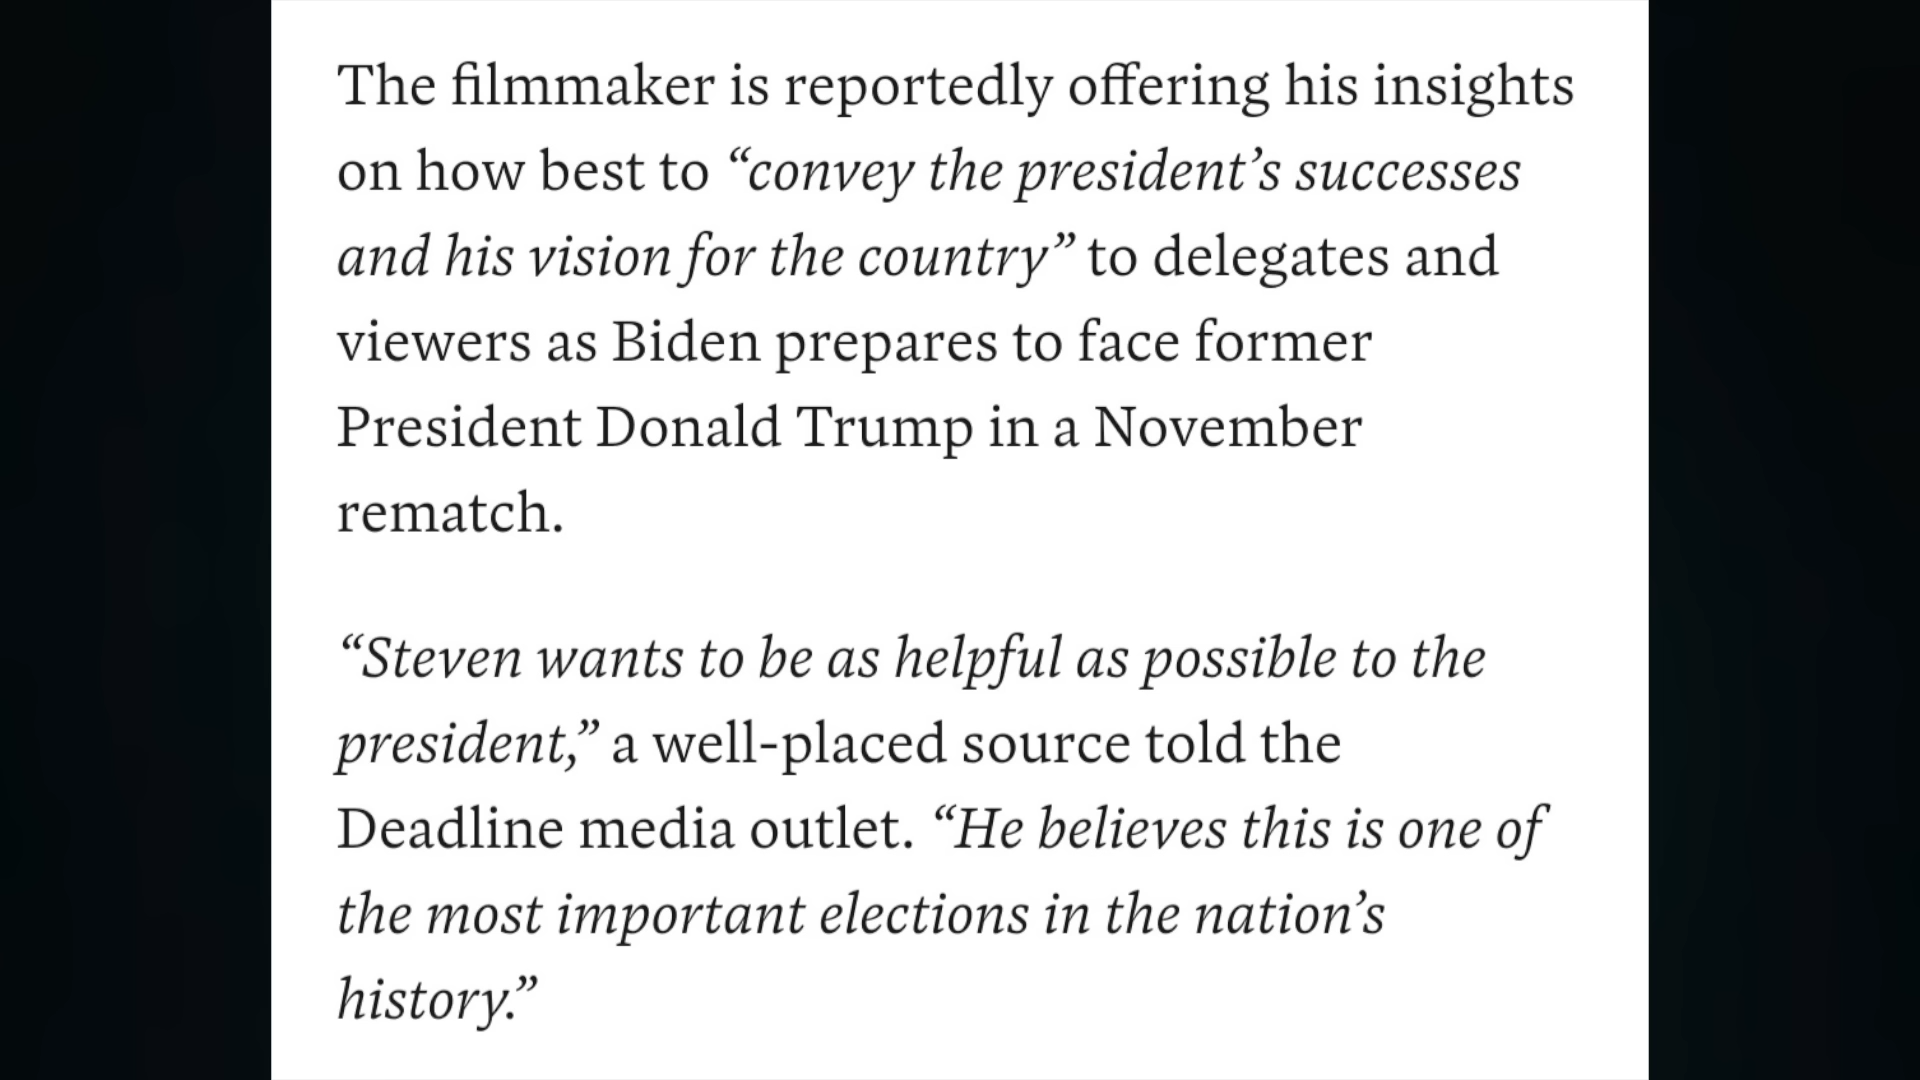 The filmmaker is reportedly offering his insights
on how best to “convey the president’s successes
and his vision for the country” to delegates and
viewers as Biden prepares to face former
President Donald Trump in a November
rematch.
“Steven wants to be as helpful as possible to the
president,” a well-placed source told the
Deadline media outlet. “He believes this is one of
the most important elections in the nation’s
history.”